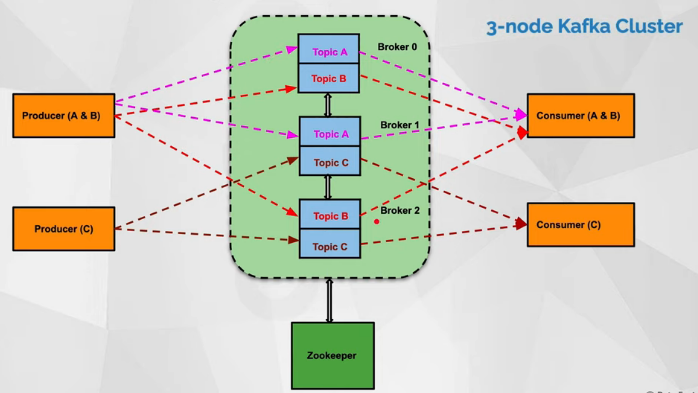 3-node Kafka Cluster
Topic A
Broker 0
Topic B
Producer (A & B)
Consumer (A & B)
Topic A
Broker 1
Topic C
Producer (C)
Consumer (C)
Topic B
Broker 2
Topic C
Zookeeper